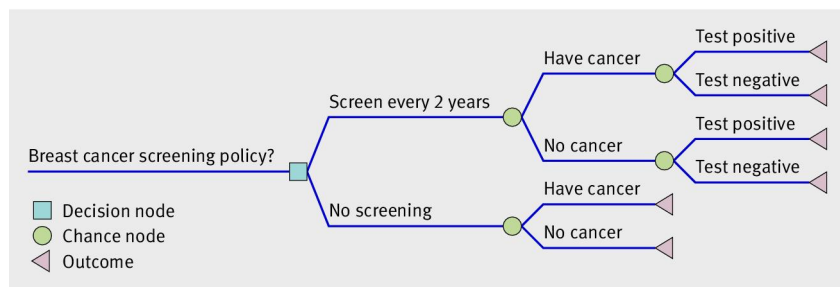 Test positive
Have cancer
Test negative
Screen every 2 years
Test positive
No cancer
Breast cancer screening policy?
Test negative
Have cancer
No screening
No cancer
Decision node
Chance node
Outcome